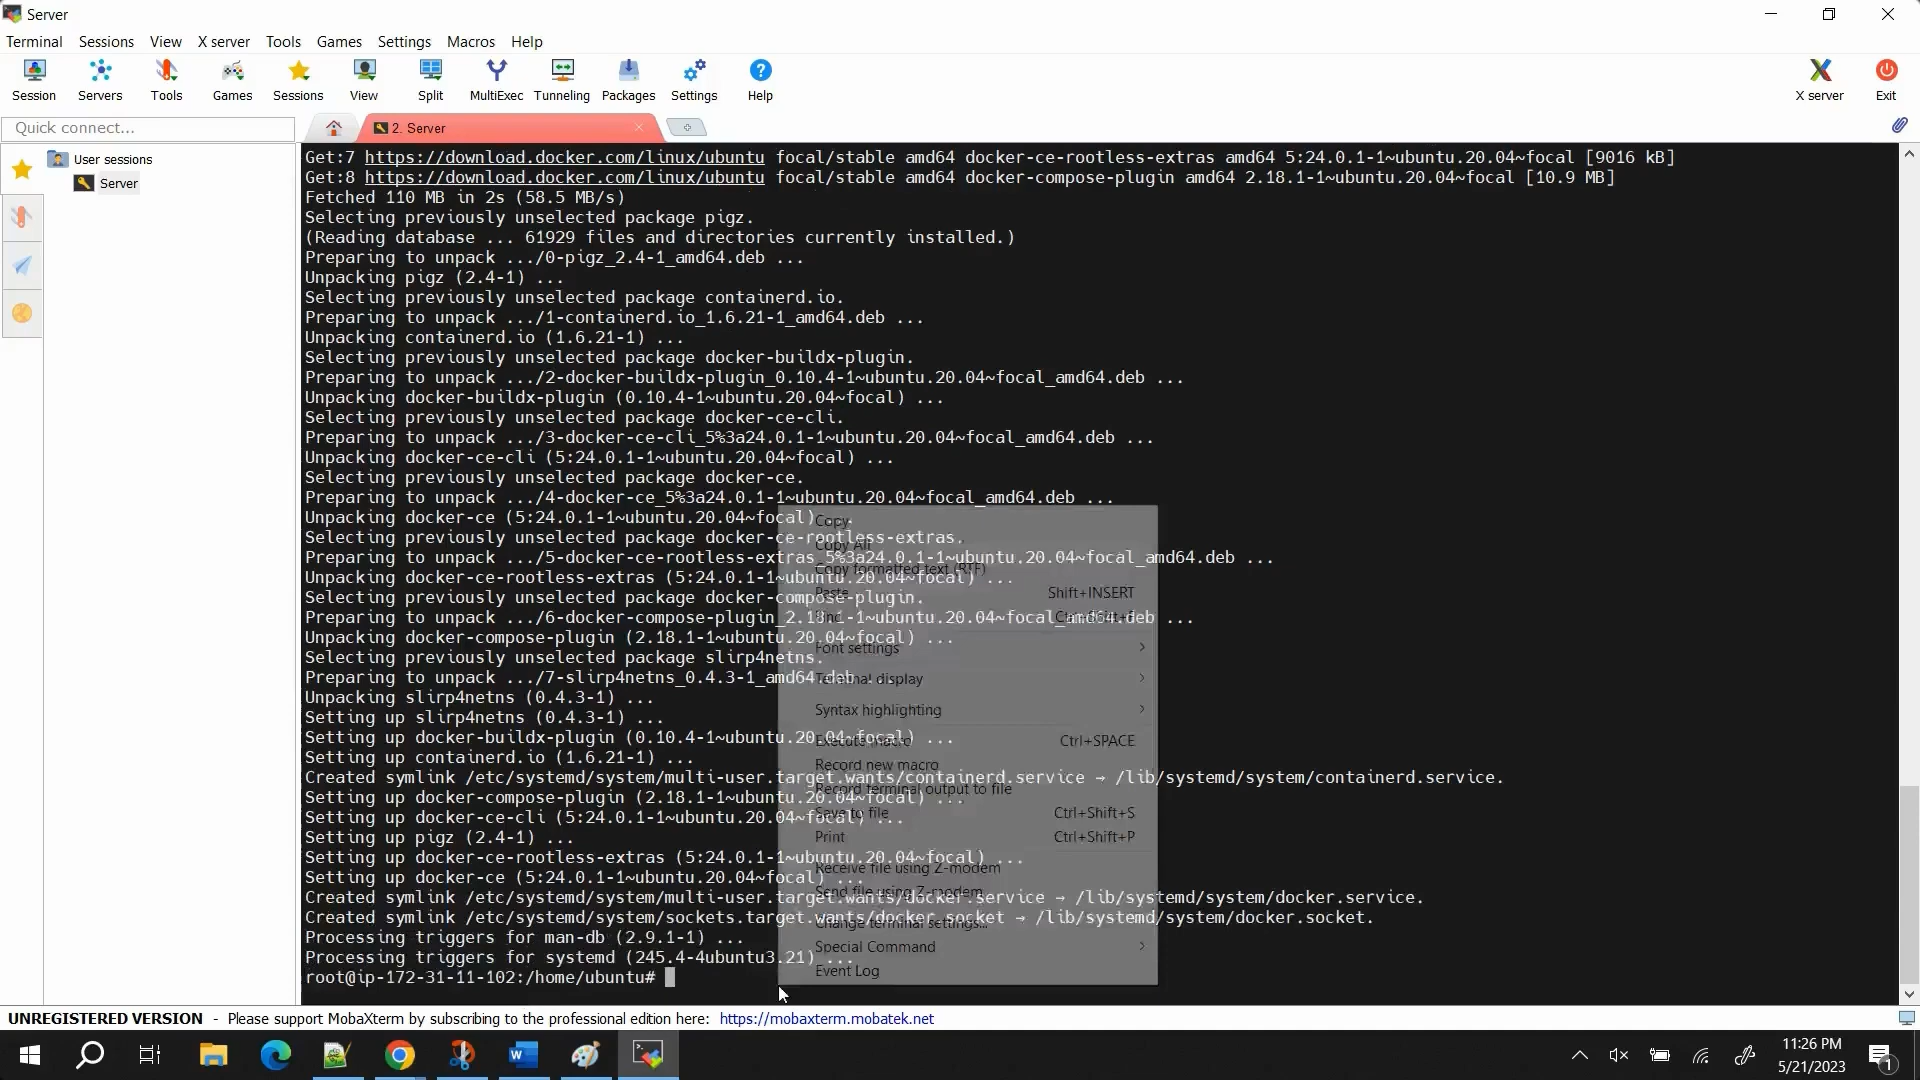 Server
Terminal Sessions View X server Tools Games Settings Macros Help
Session Servers Tools Games Sessions View Split MultiExec Tunneling Packages Settings Help X server Exit
Quick connect...
2. Server
User sessions
Server
Get:7 https://download.docker.com/linux/ubuntu focal/stable amd64 docker-ce-rootless-extras amd64 5:24.0.1-1~ubuntu.20.04~focal [9016 kB]
Get:8 https://download.docker.com/linux/ubuntu focal/stable amd64 docker-compose-plugin amd64 2.18.1-1~ubuntu.20.04~focal [10.9 MB]
Fetched 110 MB in 2s (58.5 MB/s)
Selecting previously unselected package pigz.
(Reading database ... 61929 files and directories currently installed.)
Preparing to unpack .../0-pigz_2.4-1_amd64.deb ...
Unpacking pigz (2.4-1) ...
Selecting previously unselected package containerd.io.
Preparing to unpack .../1-containerd.io_1.6.21-1_amd64.deb ...
Unpacking containerd.io (1.6.21-1) ...
Selecting previously unselected package docker-buildx-plugin.
Preparing to unpack .../2-docker-buildx-plugin_0.10.4-1~ubuntu.20.04~focal_amd64.deb ...
Unpacking docker-buildx-plugin (0.10.4-1~ubuntu.20.04~focal) ...
Selecting previously unselected package docker-ce-cli.
Preparing to unpack .../3-docker-ce-cli_5%3a24.0.1-1~ubuntu.20.04~focal_amd64.deb ...
Unpacking docker-ce-cli (5:24.0.1-1~ubuntu.20.04~focal) ...
Selecting previously unselected package docker-ce.
Preparing to unpack .../4-docker-ce_5%3a24.0.1-1~ubuntu.20.04~focal_amd64.deb ...
Unpacking docker-ce (5:24.0.1-1~ubuntu.20.04~focal) ...
Selecting previously unselected package docker-ce-rootless-extras.
Preparing to unpack .../5-docker-ce-rootless-extras_5%3a24.0.1-1~ubuntu.20.04~focal_amd64.deb ...
Unpacking docker-ce-rootless-extras (5:24.0.1-1~ubuntu.20.04~focal) ...
Selecting previously unselected package docker-compose-plugin.
Preparing to unpack .../6-docker-compose-plugin_2.18.1-1~ubuntu.20.04~focal_amd64.deb ...
Unpacking docker-compose-plugin (2.18.1-1~ubuntu.20.04~focal) ...
Selecting previously unselected package slirp4netns.
Preparing to unpack .../7-slirp4netns_0.4.3-1_amd64.deb ...
Unpacking slirp4netns (0.4.3-1) ...
Setting up slirp4netns (0.4.3-1) ...
Setting up docker-buildx-plugin (0.10.4-1~ubuntu.20.04~focal) ...
Setting up containerd.io (1.6.21-1) ...
Created symlink /etc/systemd/system/multi-user.target.wants/containerd.service → /lib/systemd/system/containerd.service.
Setting up docker-compose-plugin (2.18.1-1~ubuntu.20.04~focal) ...
Setting up docker-ce-cli (5:24.0.1-1~ubuntu.20.04~focal) ...
Setting up pigz (2.4-1) ...
Setting up docker-ce-rootless-extras (5:24.0.1-1~ubuntu.20.04~focal) ...
Setting up docker-ce (5:24.0.1-1~ubuntu.20.04~focal) ...
Created symlink /etc/systemd/system/multi-user.target.wants/docker.service → /lib/systemd/system/docker.service.
Created symlink /etc/systemd/system/sockets.target.wants/docker.socket → /lib/systemd/system/docker.socket.
Processing triggers for man-db (2.9.1-1) ...
Processing triggers for systemd (245.4-4ubuntu3.21) ...
root@ip-172-31-11-102:/home/ubuntu#
Copy
Copy All
Copy formatted text (RTF)
Paste Shift+INSERT
Font settings
Terminal display
Syntax highlighting
Execute macro Ctrl+SPACE
Record new macro
Record terminal output to file
Save to file Ctrl+Shift+S
Print Ctrl+Shift+P
Receive file using Z-modem
Send file using Z-modem
Change terminal settings...
Special Command
Event Log
UNREGISTERED VERSION - Please support MobaXterm by subscribing to the professional edition here: https://mobaxterm.mobatek.net
11:26 PM
5/21/2023
1